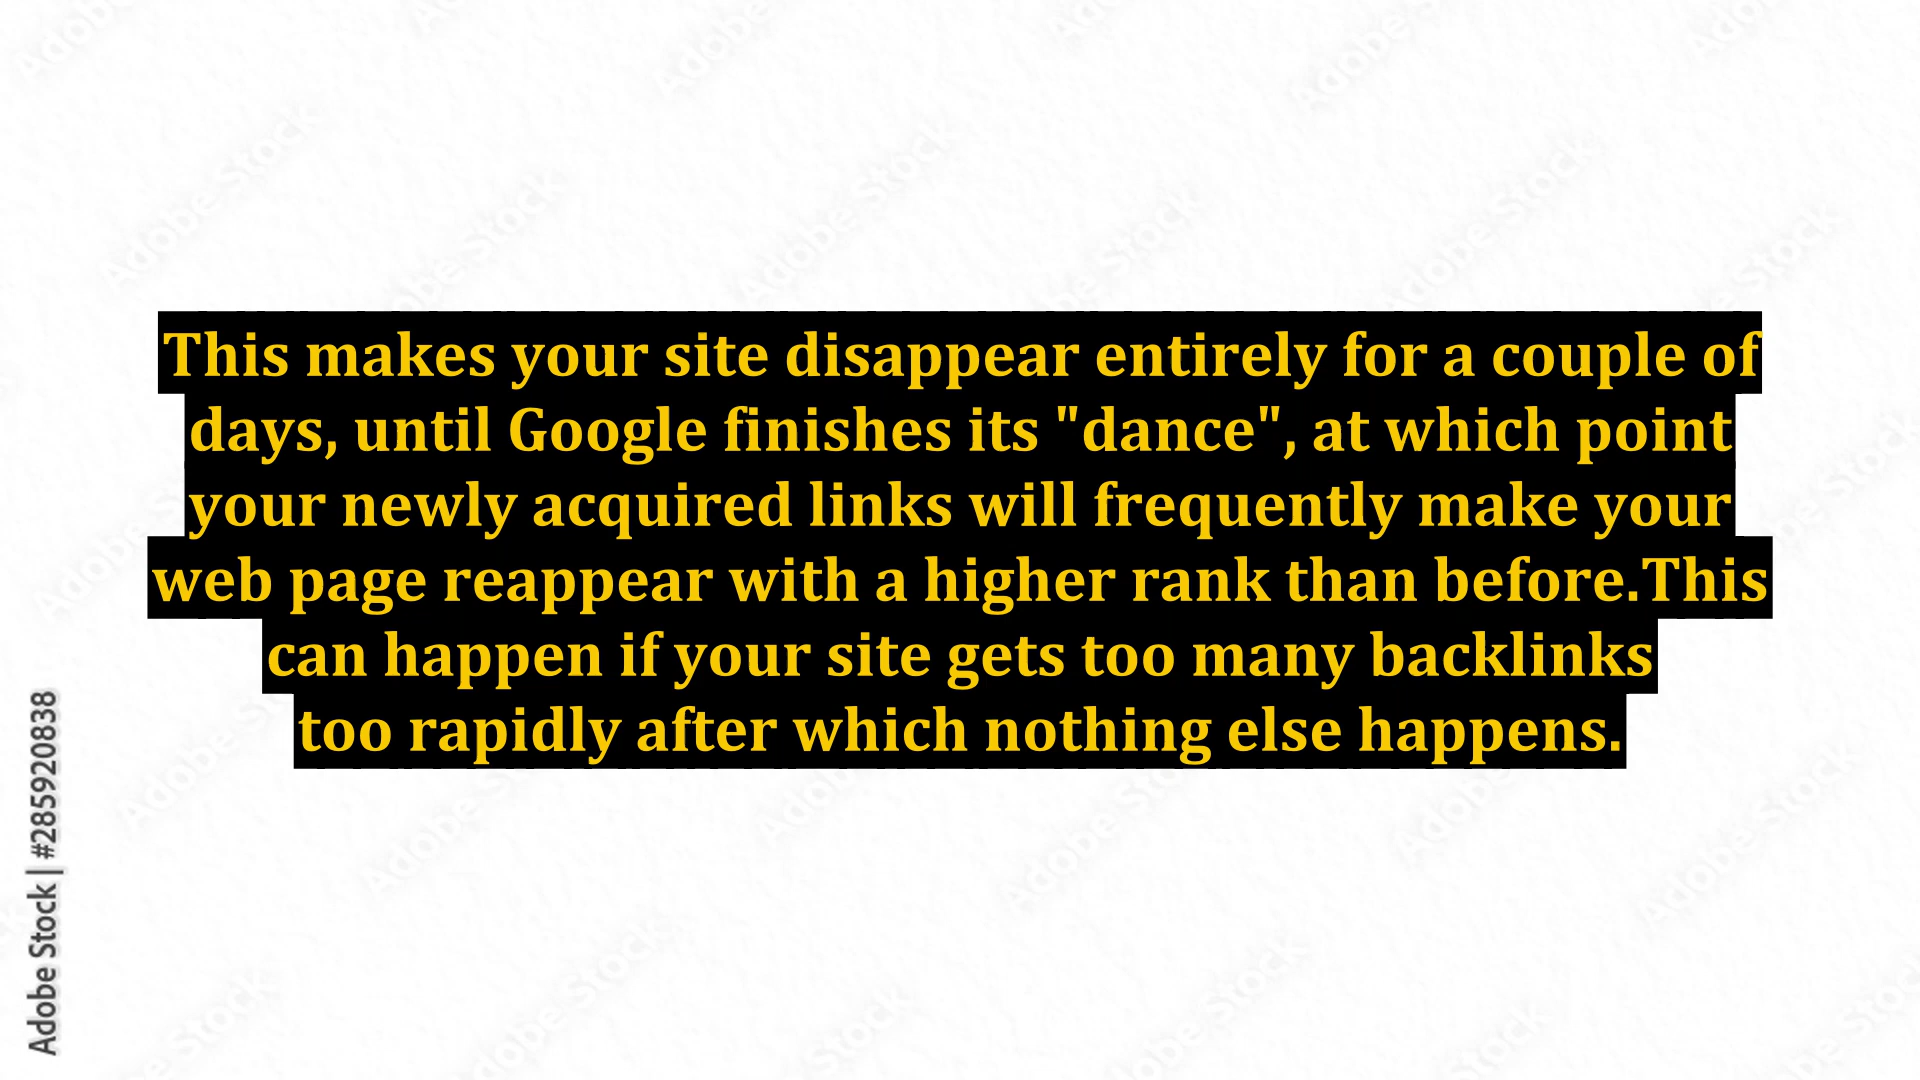 This makes your site disappear entirely for a couple of
days, until Google finishes its "dance", at which point
your newly acquired links will frequently make your
web page reappear with a higher rank than before.This
can happen if your site gets too many backlinks
too rapidly after which nothing else happens.
Adobe Stock | #285920838